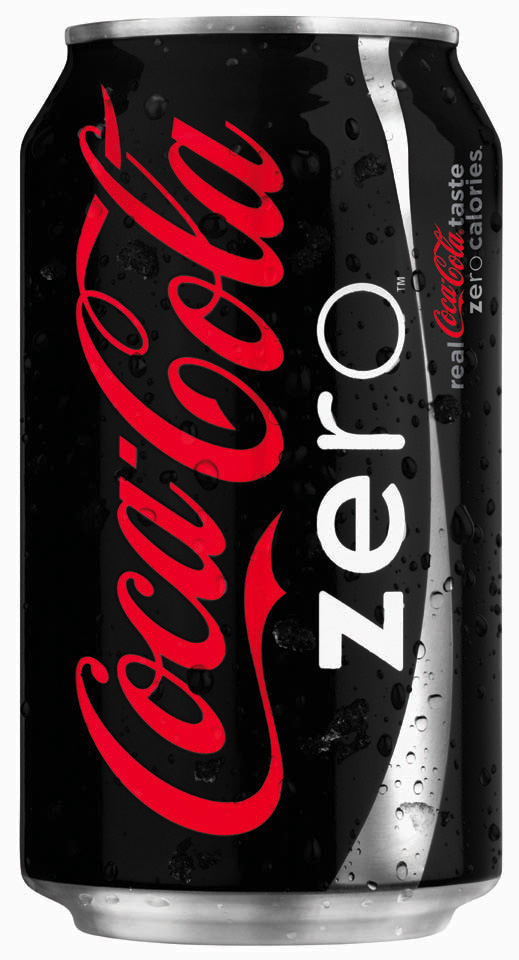 Coca-Cola
zero™
real Coca-Cola taste
zero calories.